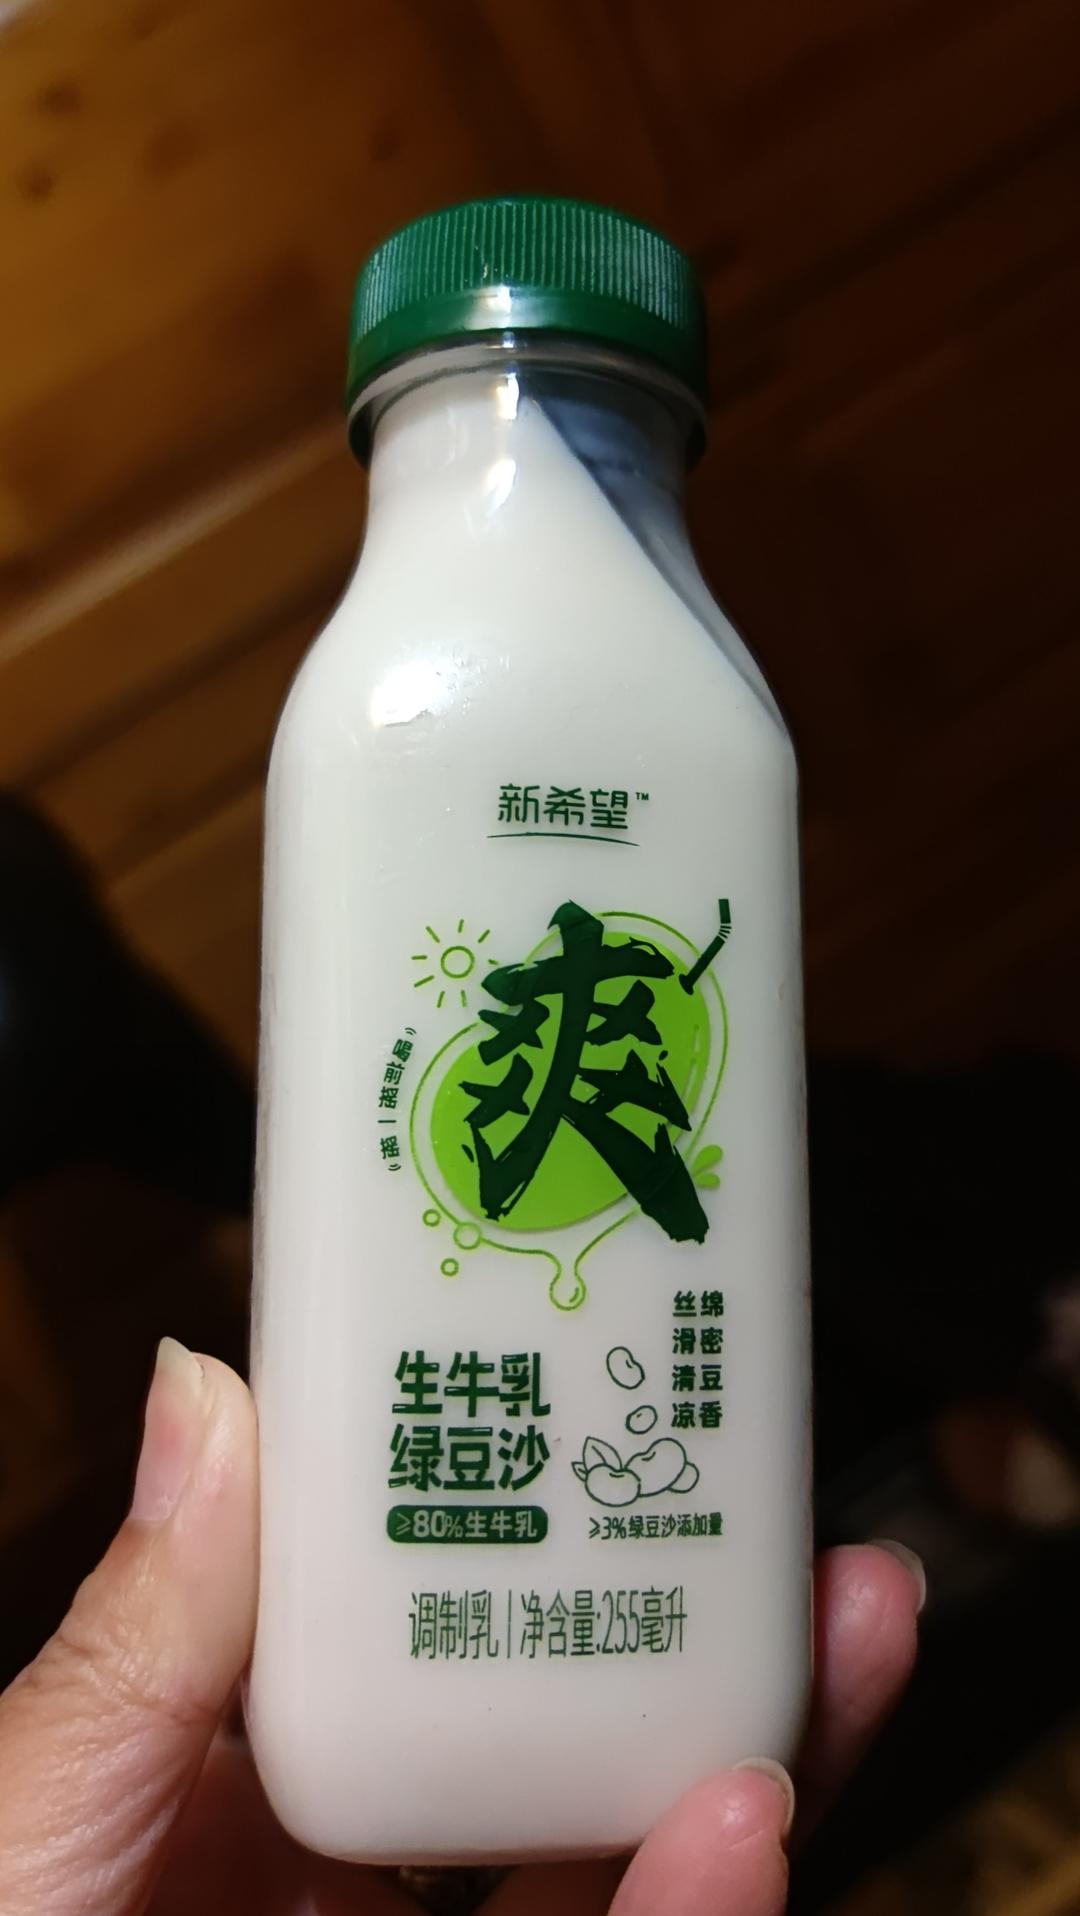 新希望™
爽
喝前摇一摇
丝绵
滑密
清豆
凉香
生牛乳
绿豆沙
≥80%生牛乳
≥3%绿豆沙添加量
调制乳|净含量:255毫升